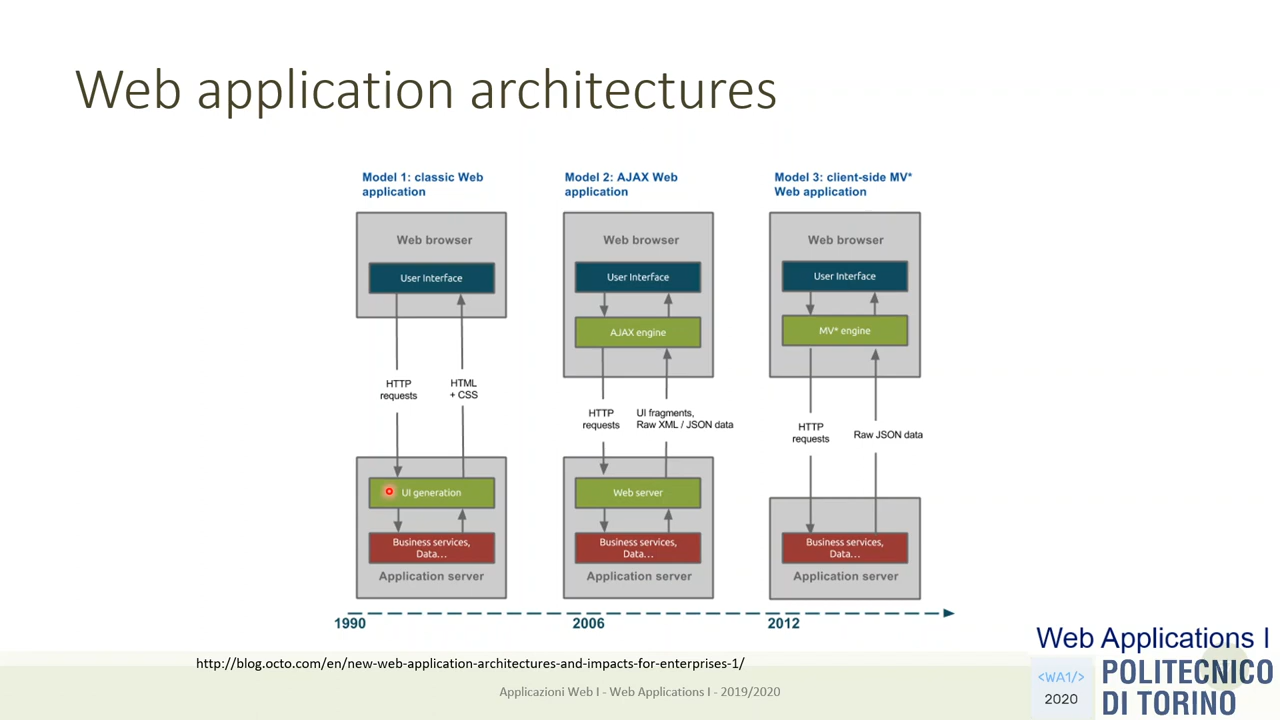 Web application architectures
Model 1: classic Web
application
Web browser
User Interface
HTTP
requests
HTML
+ CSS
UI generation
Business services,
Data…
Application server
Model 2: AJAX Web
application
Web browser
User Interface
AJAX engine
HTTP
requests
UI fragments,
Raw XML / JSON data
Web server
Business services,
Data…
Application server
Model 3: client-side MV*
Web application
Web browser
User Interface
MV* engine
HTTP
requests
Raw JSON data
Business services,
Data…
Application server
1990
2006
2012
http://blog.octo.com/en/new-web-application-architectures-and-impacts-for-enterprises-1/
Applicazioni Web I - Web Applications I - 2019/2020
Web Applications I
<WA1/>
2020
POLITECNICO
DI TORINO